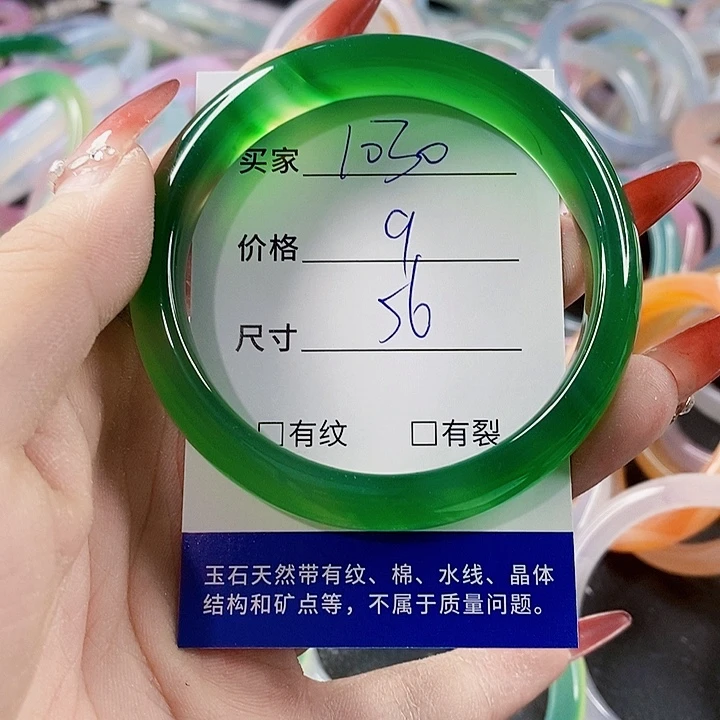 买家 1030
价格 9
尺寸 56
□有纹 □有裂
玉石天然带有纹、棉、水线、晶体
结构和矿点等，不属于质量问题。